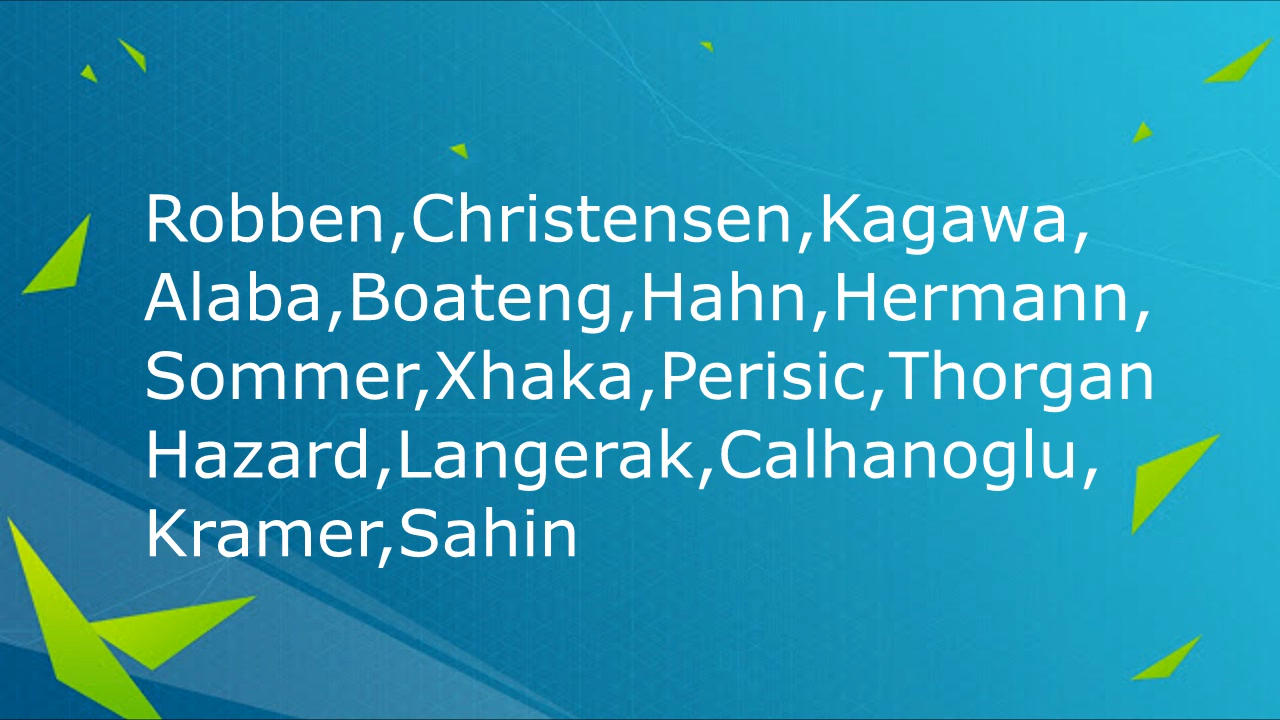 Robben,Christensen,Kagawa,
Alaba,Boateng,Hahn,Hermann,
Sommer,Xhaka,Perisic,Thorgan
Hazard,Langerak,Calhanoglu,
Kramer,Sahin